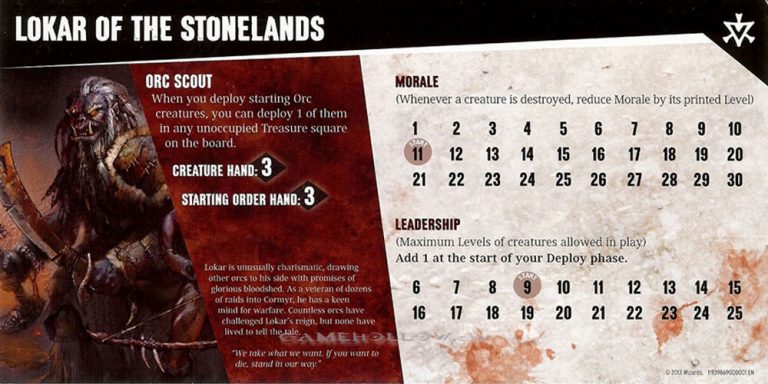 LOKAR OF THE STONELANDS
ORC SCOUT
When you deploy starting Orc
creatures, you can deploy 1 of them
in any unoccupied Treasure square
on the board.
CREATURE HAND: 3
STARTING ORDER HAND: 3
Lokar is unusually charismatic, drawing
other orcs to his side with promises of
glorious bloodshed. As a veteran of dozens
of raids into Cormyr, he has a keen
mind for warfare. Countless orcs have
challenged Lokar's reign, but none have
lived to tell the tale.
"We take what we want. If you want to
die, stand in our way."
MORALE
(Whenever a creature is destroyed, reduce Morale by its printed Level)
1 2 3 4 5 6 7 8 9 10
START
11 12 13 14 15 16 17 18 19 20
21 22 23 24 25 26 27 28 29 30
LEADERSHIP
(Maximum Levels of creatures allowed in play)
Add 1 at the start of your Deploy phase.
START
6 7 8 9 10 11 12 13 14 15
16 17 18 19 20 21 22 23 24 25
GAMEHOLLOW
© 2013 Wizards.